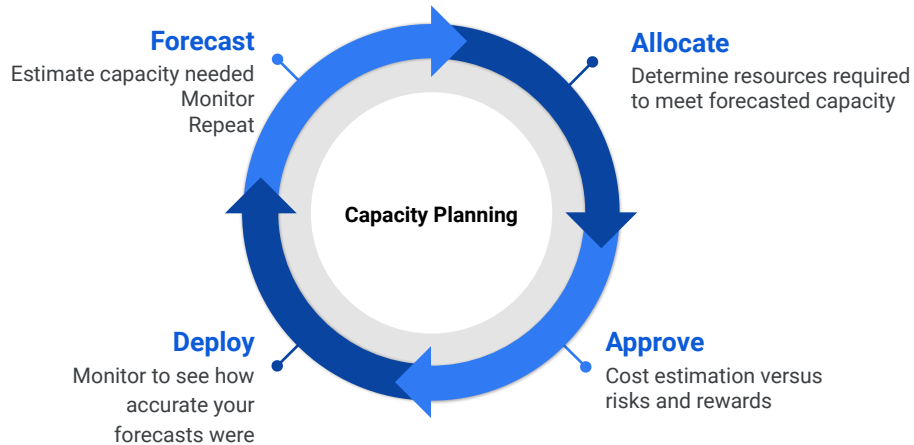 Forecast
Estimate capacity needed
Monitor
Repeat
Allocate
Determine resources required
to meet forecasted capacity
Capacity Planning
Deploy
Monitor to see how
accurate your
forecasts were
Approve
Cost estimation versus
risks and rewards